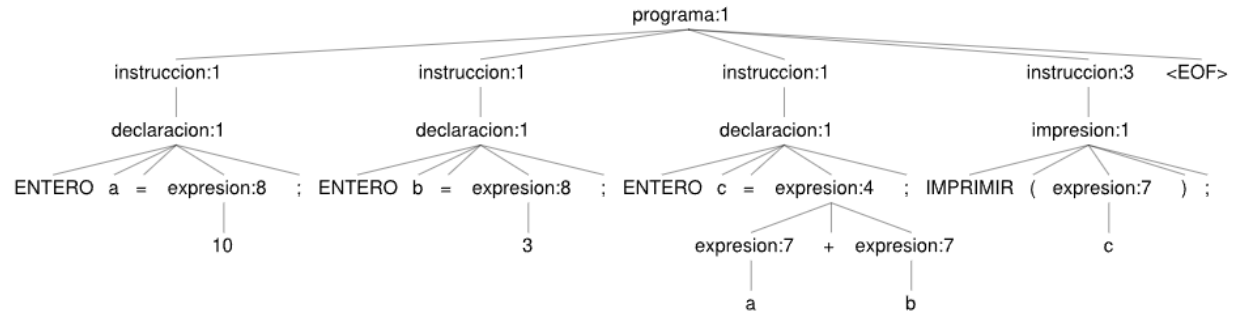 programa:1
instruccion:1 instruccion:1 instruccion:1 instruccion:3 <EOF>
declaracion:1 declaracion:1 declaracion:1 impresion:1
ENTERO a = expresion:8 ; ENTERO b = expresion:8 ; ENTERO c = expresion:4 ; IMPRIMIR ( expresion:7 ) ;
10 3 expresion:7 + expresion:7 c
a b